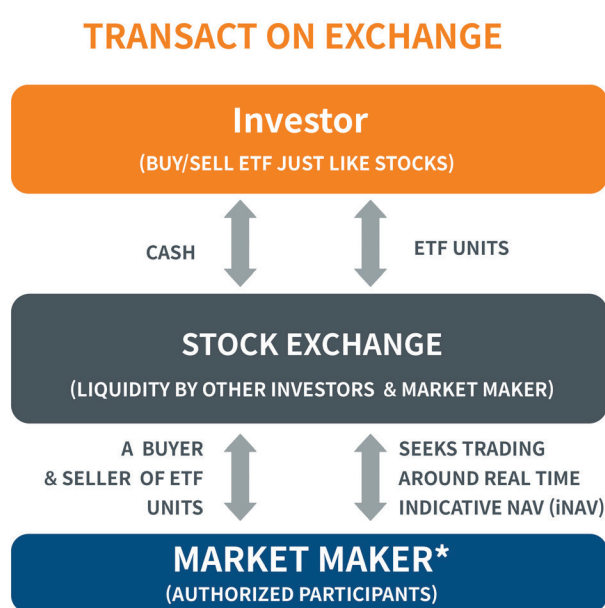 TRANSACT ON EXCHANGE
Investor
(BUY/SELL ETF JUST LIKE STOCKS)
CASH
ETF UNITS
STOCK EXCHANGE
(LIQUIDITY BY OTHER INVESTORS & MARKET MAKER)
A BUYER
& SELLER OF ETF
UNITS
SEEKS TRADING
AROUND REAL TIME
INDICATIVE NAV (iNAV)
MARKET MAKER*
(AUTHORIZED PARTICIPANTS)